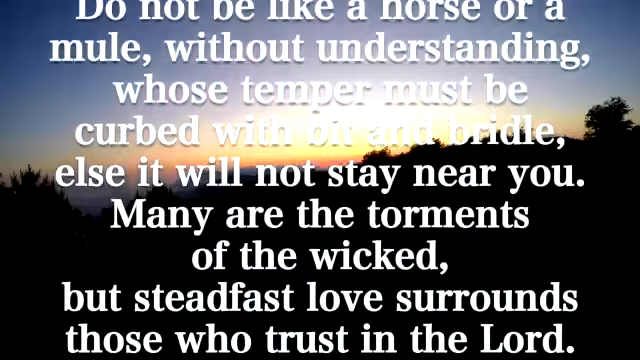 Do not be like a horse or a
mule, without understanding,
whose temper must be
curbed with bit and bridle,
else it will not stay near you.
Many are the torments
of the wicked,
but steadfast love surrounds
those who trust in the Lord.